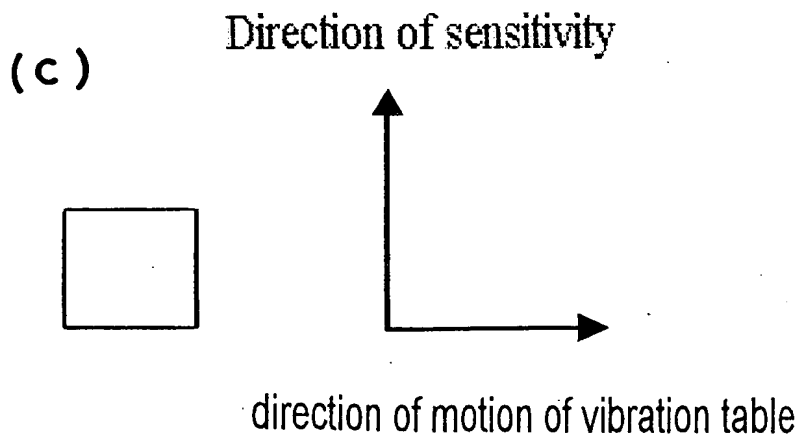 Direction of sensitivity
(c)
direction of motion of vibration table